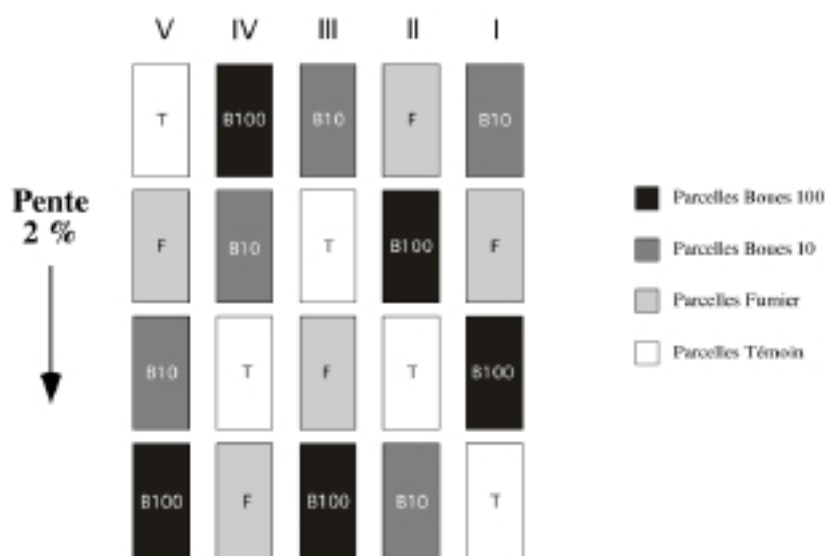 V IV III II I
T B100 B10 F B10
Pente
2 %
F B10 T B100 F
B10 T F T B100
B100 F B100 B10 T
Parcelles Boues 100
Parcelles Boues 10
Parcelles Fumier
Parcelles Témoin